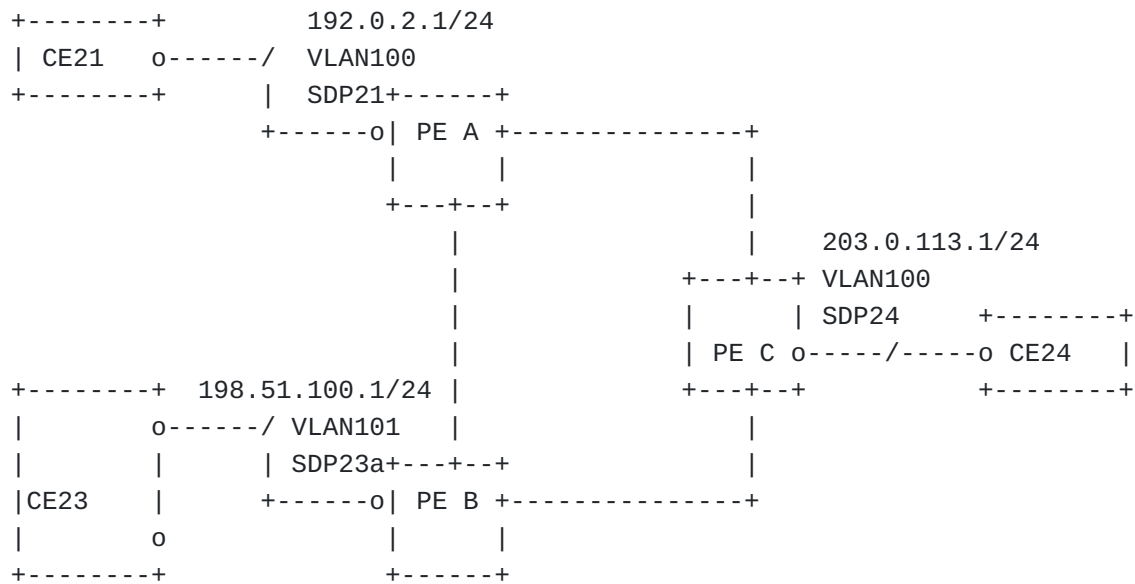 192.0.2.1/24
CE21 VLAN100
SDP21
PE A
203.0.113.1/24
VLAN100
SDP24
PE C CE24
198.51.100.1/24
VLAN101
SDP23a
CE23 PE B